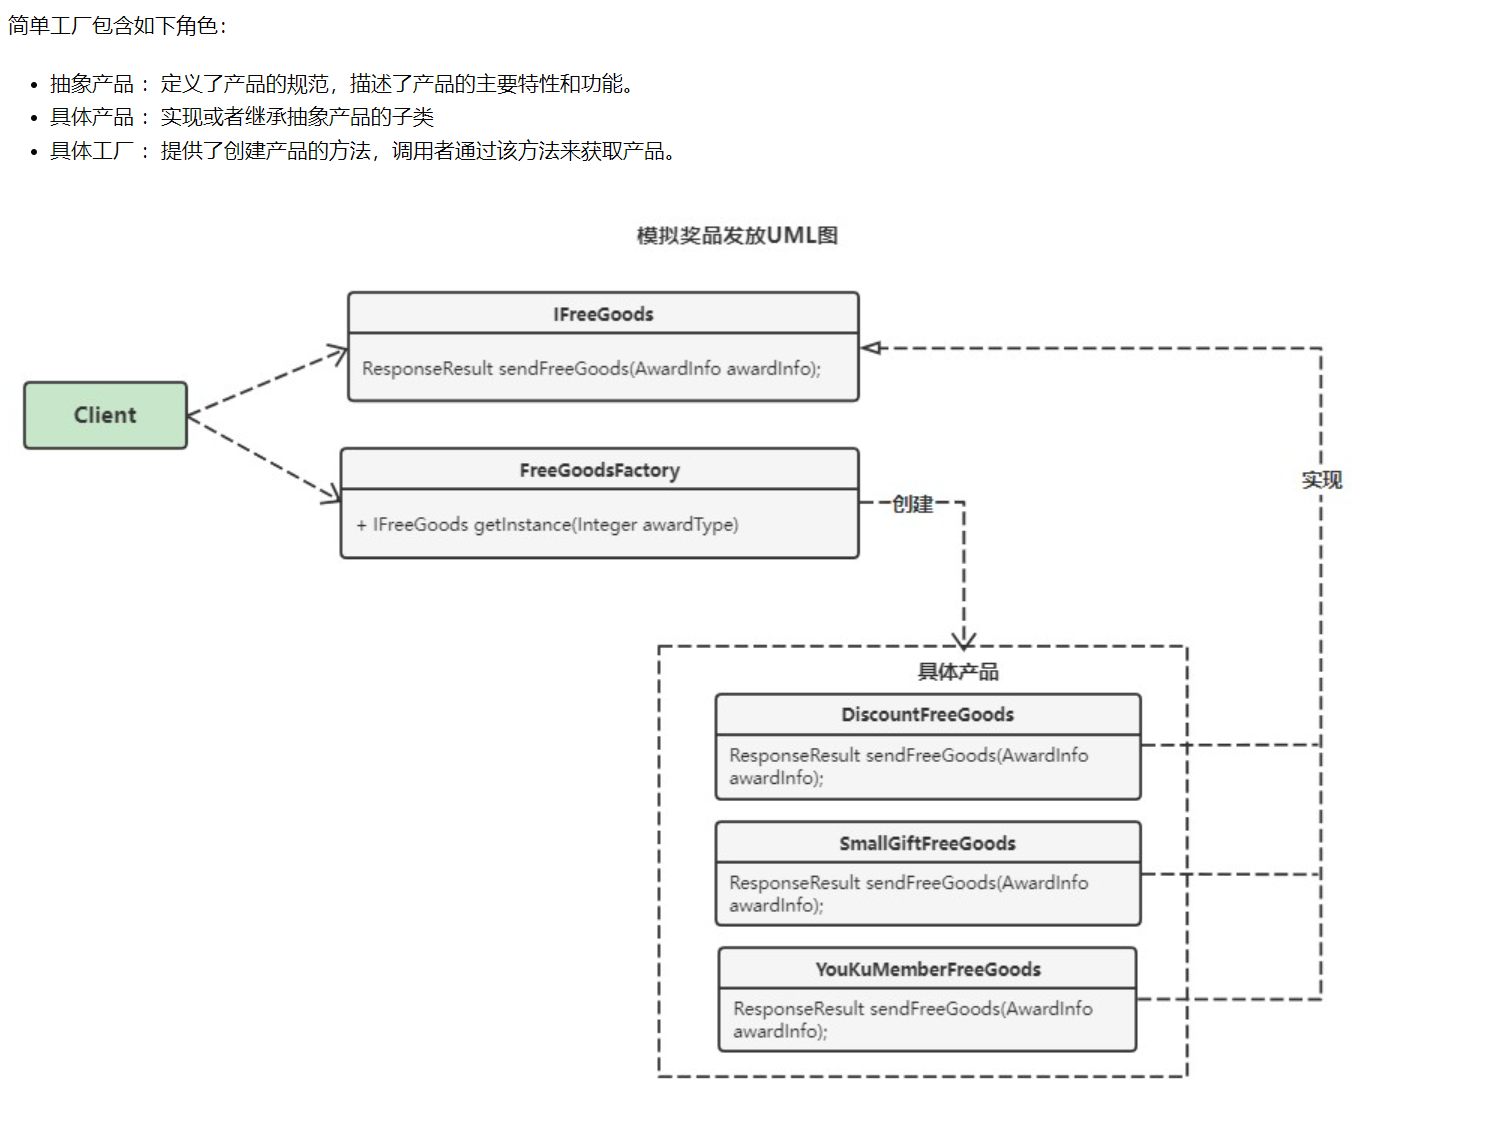 简单工厂包含如下角色：
• 抽象产品 ：定义了产品的规范，描述了产品的主要特性和功能。
• 具体产品 ：实现或者继承抽象产品的子类
• 具体工厂 ：提供了创建产品的方法，调用者通过该方法来获取产品。
模拟奖品发放UML图
IFreeGoods
ResponseResult sendFreeGoods(AwardInfo awardInfo);
Client
FreeGoodsFactory
+ IFreeGoods getInstance(Integer awardType)
创建
实现
具体产品
DiscountFreeGoods
ResponseResult sendFreeGoods(AwardInfo
awardInfo);
SmallGiftFreeGoods
ResponseResult sendFreeGoods(AwardInfo
awardInfo);
YouKuMemberFreeGoods
ResponseResult sendFreeGoods(AwardInfo
awardInfo);